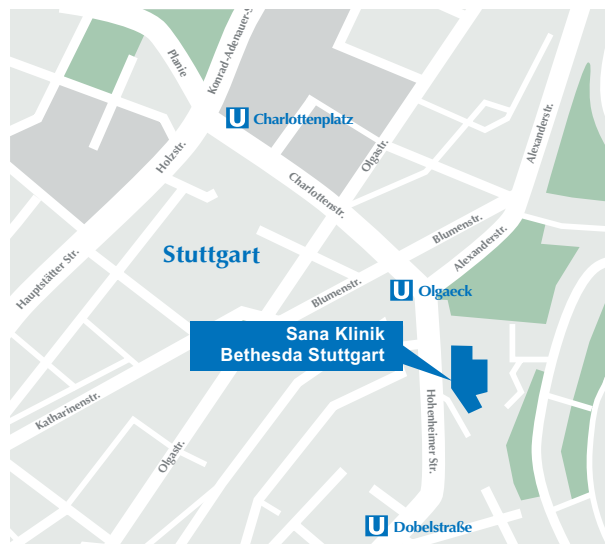 Planie
Konrad-Adenauer-S
U Charlottenplatz
Alexanderstr.
Holzstr.
Olgastr.
Charlottenstr.
Blumenstr.
Stuttgart
Alexanderstr.
Hauptstätter Str.
Blumenstr.
U Olgaeck
Sana Klinik
Bethesda Stuttgart
Katharinenstr.
Hohenheimer Str.
Olgastr.
U Dobelstraße